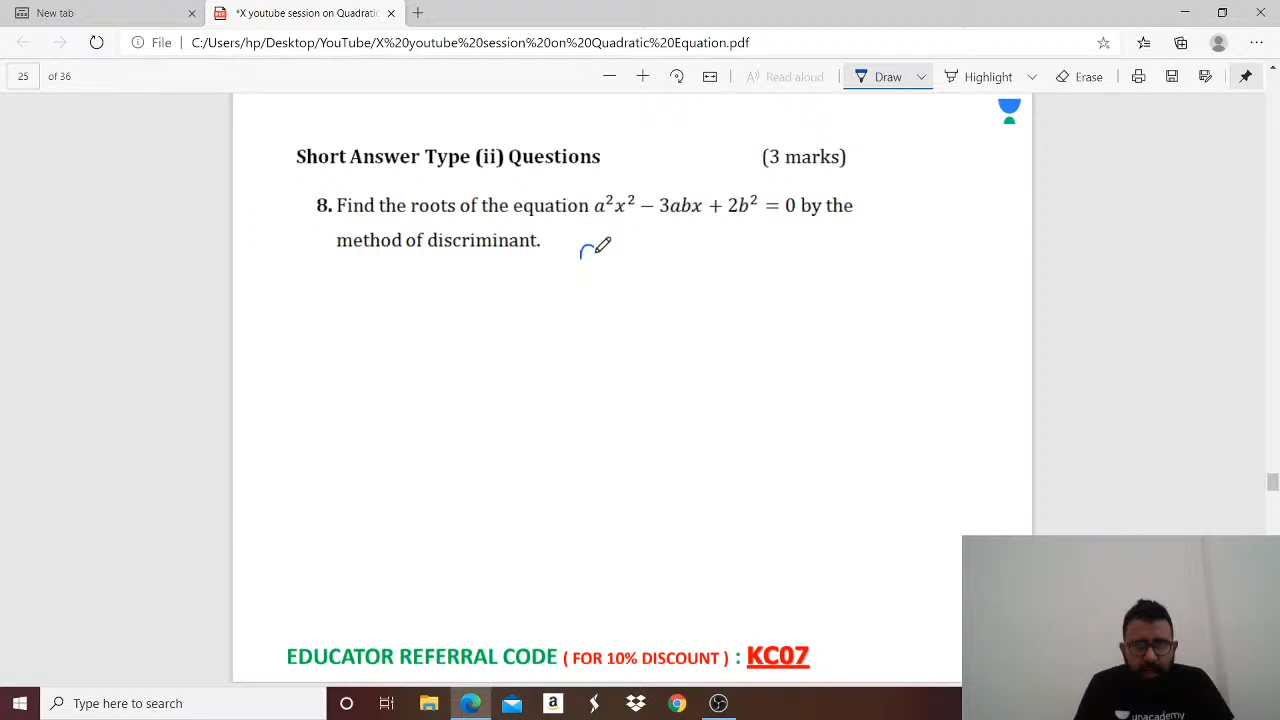 New tab
*X youtube session on Quadratic
File
C:/Users/hp/Desktop/YouTube/X%20youtube%20session%20on%20Quadratic%20Equation.pdf
25 of 36
Read aloud
Draw
Highlight
Erase
Short Answer Type (ii) Questions (3 marks)
8. Find the roots of the equation a²x² − 3abx + 2b² = 0 by the
method of discriminant.
EDUCATOR REFERRAL CODE ( FOR 10% DISCOUNT ) : KC07
unacademy
Type here to search